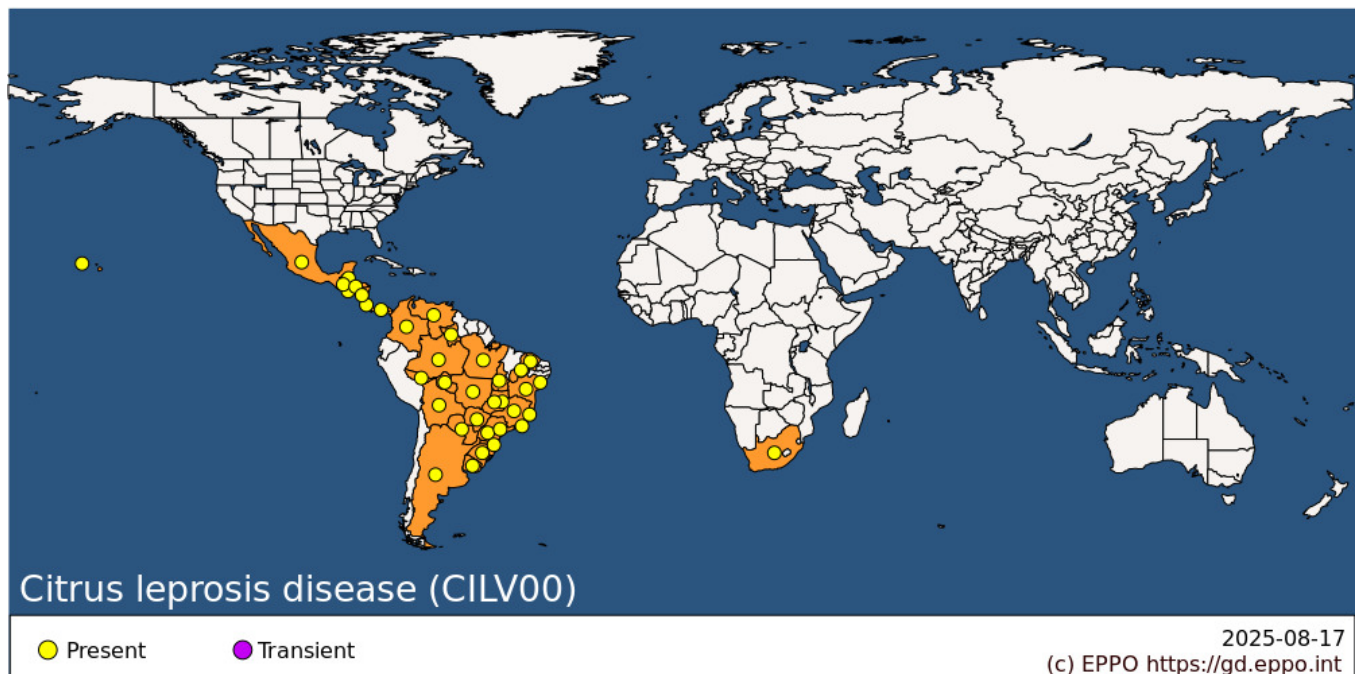 Citrus leprosis disease (CILV00)
Present
Transient
2025-08-17
(c) EPPO https://gd.eppo.int